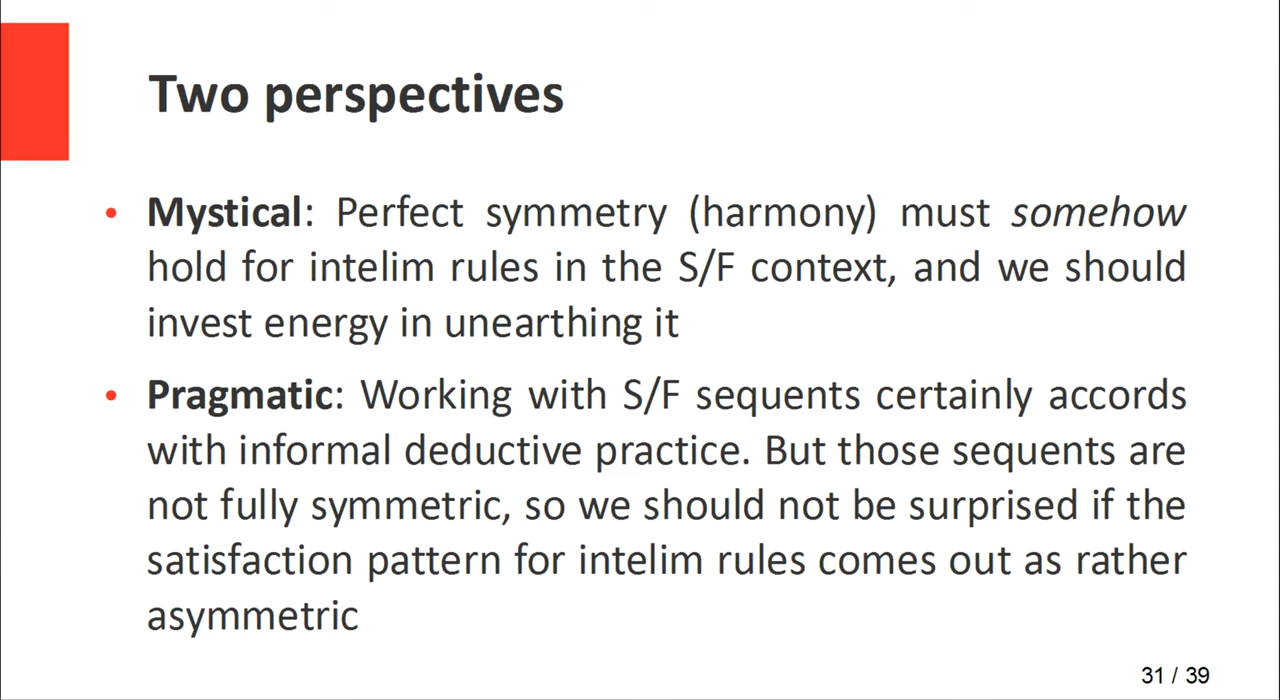 Two perspectives
• Mystical: Perfect symmetry (harmony) must somehow
hold for intelim rules in the S/F context, and we should
invest energy in unearthing it
• Pragmatic: Working with S/F sequents certainly accords
with informal deductive practice. But those sequents are
not fully symmetric, so we should not be surprised if the
satisfaction pattern for intelim rules comes out as rather
asymmetric
31 / 39